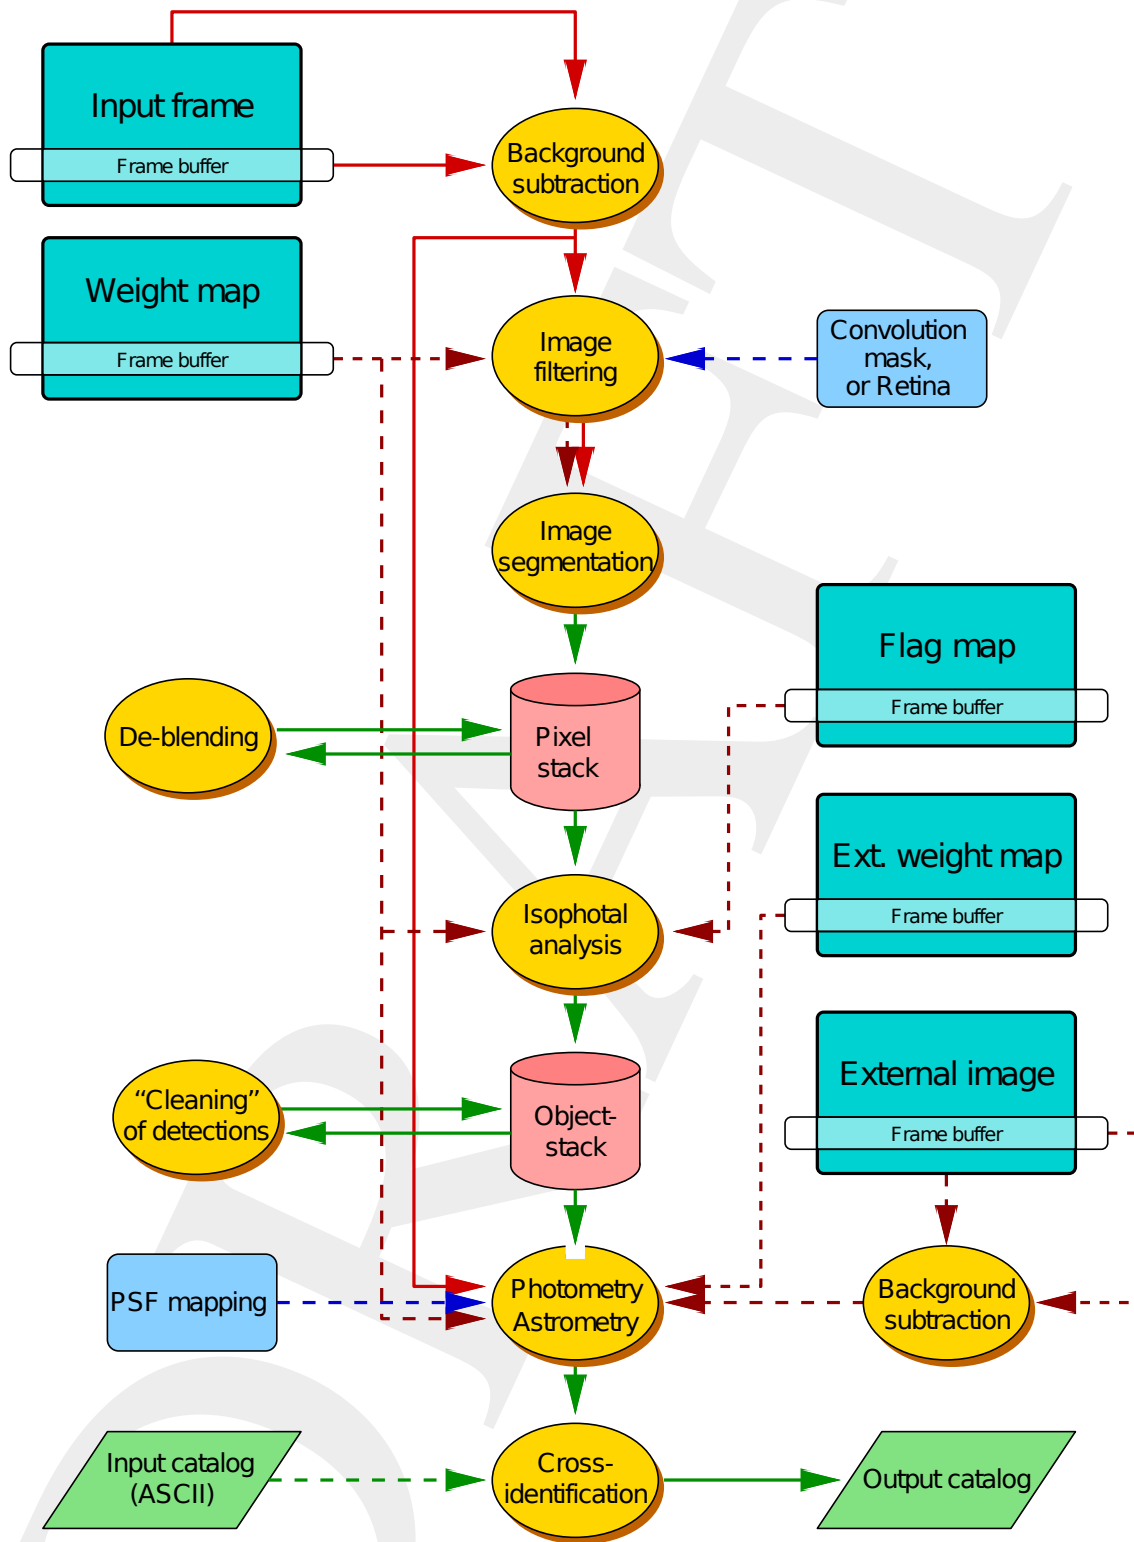 Input frame
Frame buffer
Background
subtraction
Weight map
Frame buffer
Image
filtering
Convolution
mask,
or Retina
Image
segmentation
Flag map
Frame buffer
De-blending
Pixel
stack
Ext. weight map
Frame buffer
Isophotal
analysis
External image
Frame buffer
“Cleaning”
of detections
Object-
stack
PSF mapping
Photometry
Astrometry
Background
subtraction
Input catalog
(ASCII)
Cross-
identification
Output catalog
DRAFT